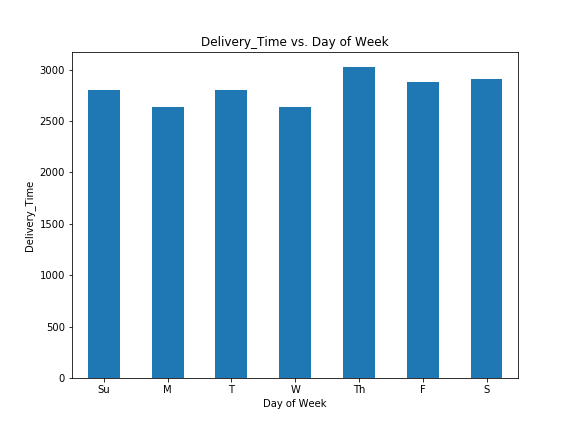 Delivery_Time vs. Day of Week
3000
2500
2000
1500
1000
500
0
Delivery_Time
Su M T W Th F S
Day of Week